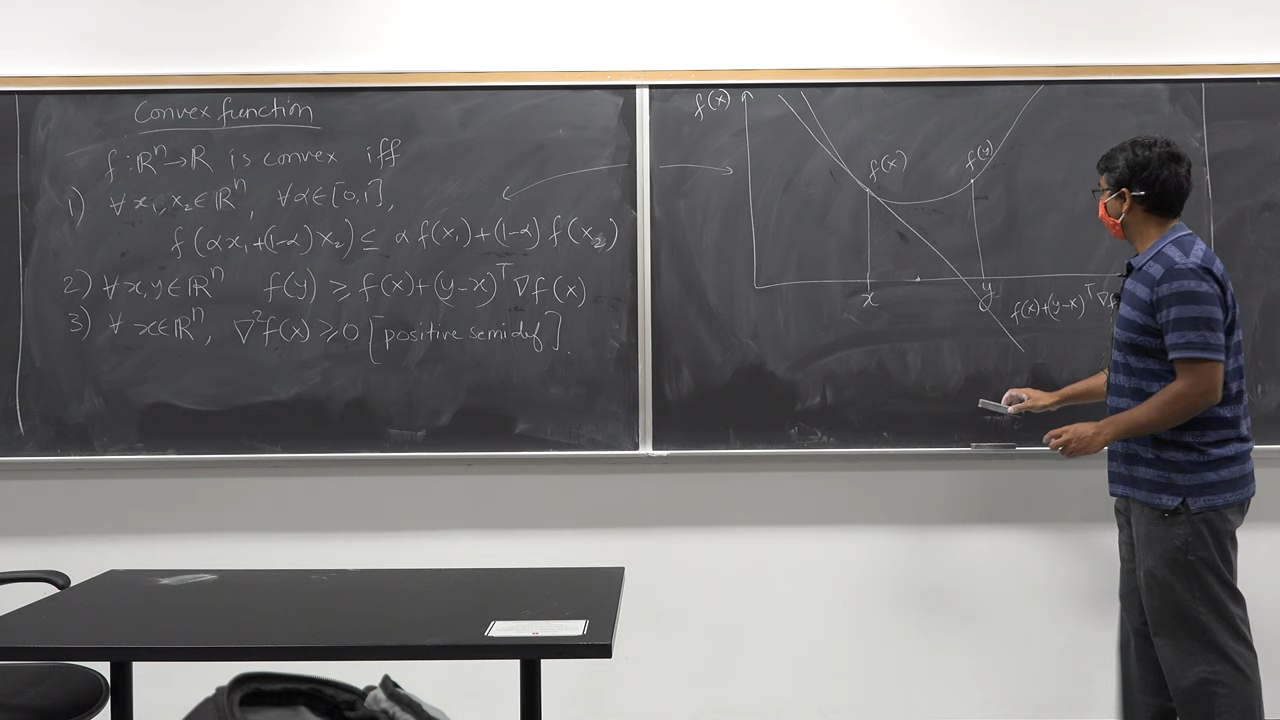 Convex function
f : ℝⁿ → ℝ is convex iff
1) ∀ x₁, x₂ ∈ ℝⁿ, ∀ α ∈ [0,1],
f(αx₁+(1-α)x₂) ≤ αf(x₁)+(1-α)f(x₂)
2) ∀ x,y ∈ ℝⁿ f(y) ≥ f(x)+(y-x)ᵀ∇f(x)
3) ∀ x ∈ ℝⁿ, ∇²f(x) ≥ 0 [positive semidef].
f(x)
f(x)
f(y)
x
y
f(x)+(y-x)ᵀ∇f